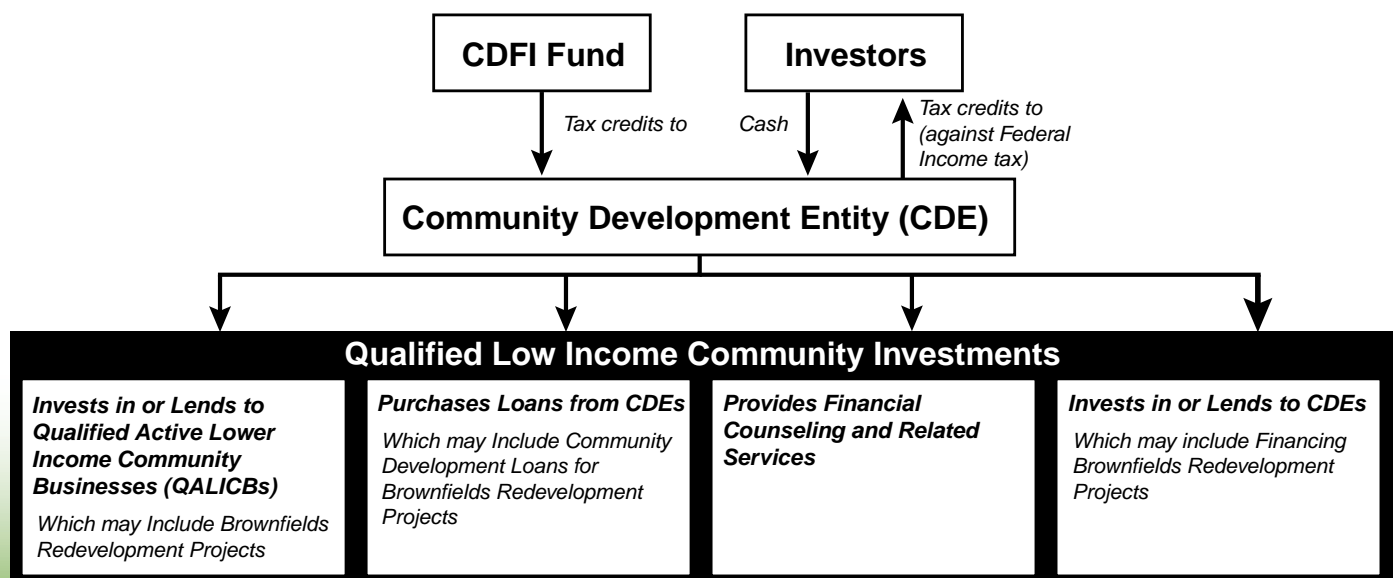 CDFI Fund
Investors
Tax credits to
Cash
Tax credits to
(against Federal
Income tax)
Community Development Entity (CDE)
Qualified Low Income Community Investments
Invests in or Lends to
Qualified Active Lower
Income Community
Businesses (QALICBs)
Which may Include Brownfields
Redevelopment Projects
Purchases Loans from CDEs
Which may Include Community
Development Loans for
Brownfields Redevelopment
Projects
Provides Financial
Counseling and Related
Services
Invests in or Lends to CDEs
Which may include Financing
Brownfields Redevelopment
Projects